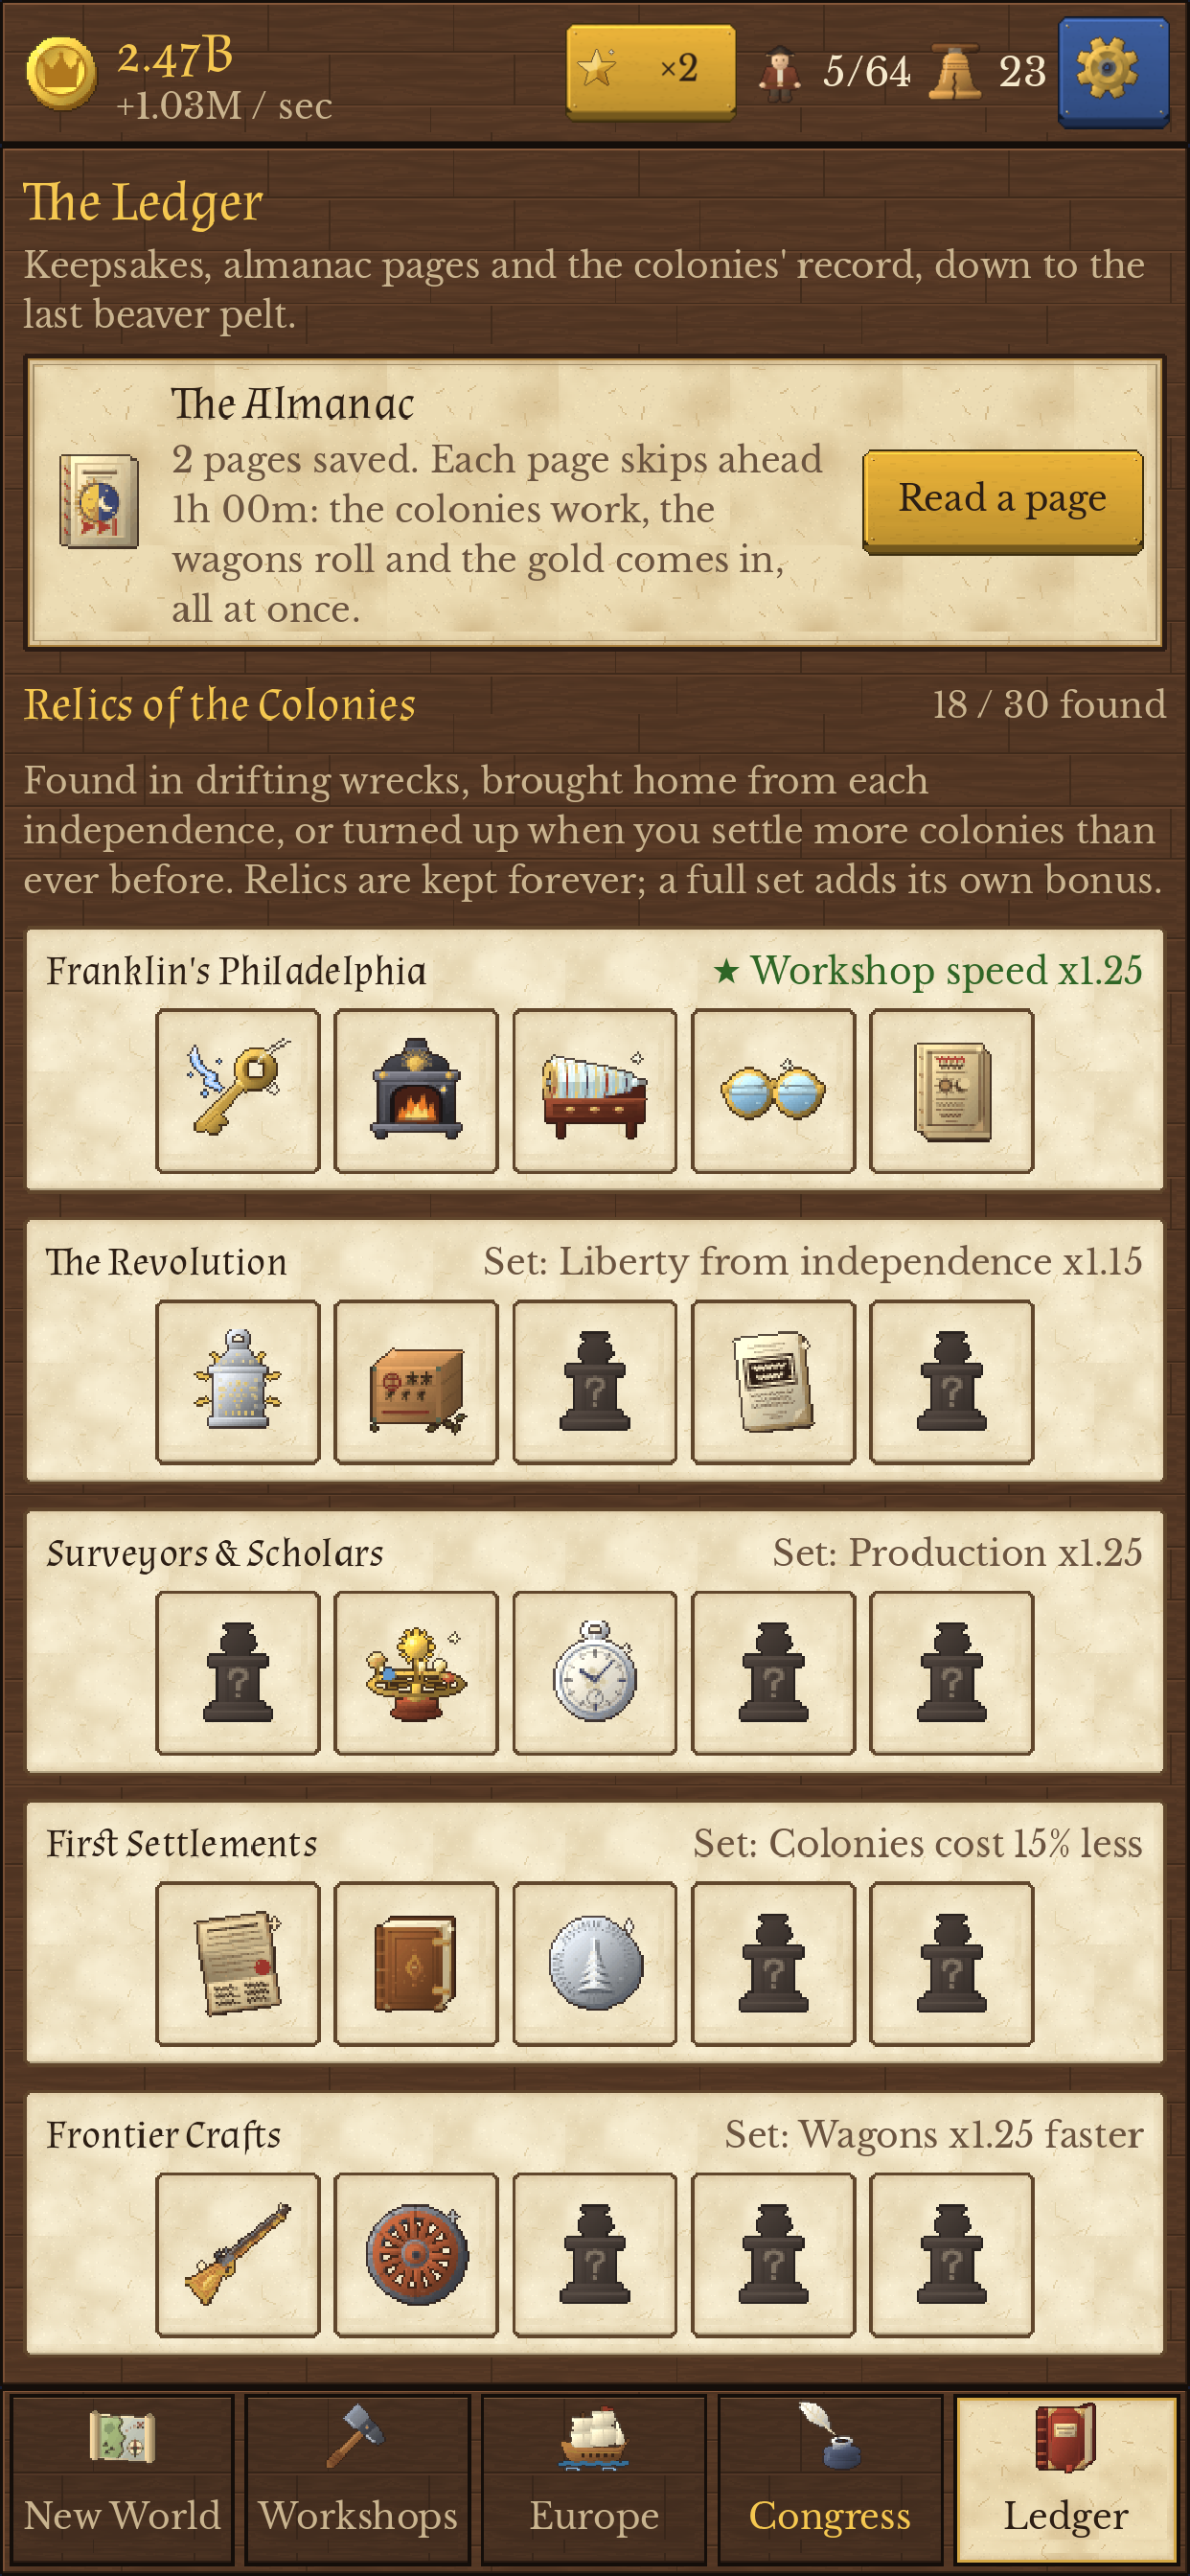 2.47B
+1.03M / sec
×2
5/64
23
The Ledger
Keepsakes, almanac pages and the colonies' record, down to the
last beaver pelt.
The Almanac
2 pages saved. Each page skips ahead
1h 00m: the colonies work, the
wagons roll and the gold comes in,
all at once.
Read a page
Relics of the Colonies
18 / 30 found
Found in drifting wrecks, brought home from each
independence, or turned up when you settle more colonies than
ever before. Relics are kept forever; a full set adds its own bonus.
Franklin's Philadelphia
★ Workshop speed x1.25
The Revolution
Set: Liberty from independence x1.15
?
?
Surveyors & Scholars
Set: Production x1.25
?
?
?
First Settlements
Set: Colonies cost 15% less
?
?
Frontier Crafts
Set: Wagons x1.25 faster
?
?
?
New World
Workshops
Europe
Congress
Ledger